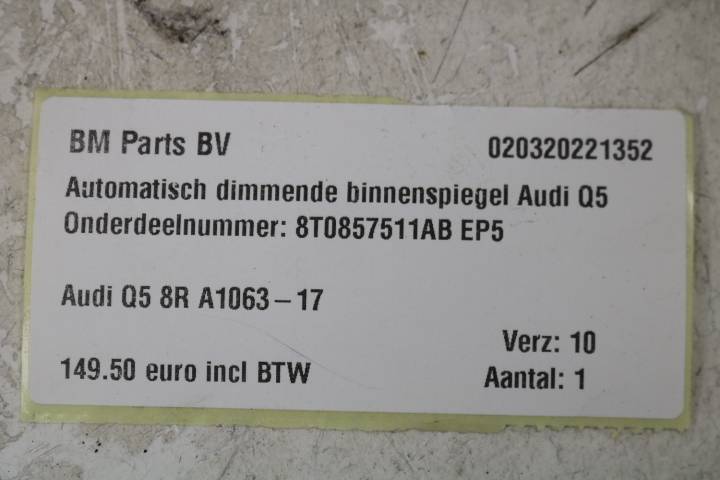 BM Parts BV 020320221352
Automatisch dimmende binnenspiegel Audi Q5
Onderdeelnummer: 8T0857511AB EP5
Audi Q5 8R A1063-17
Verz: 10
149.50 euro incl BTW Aantal: 1